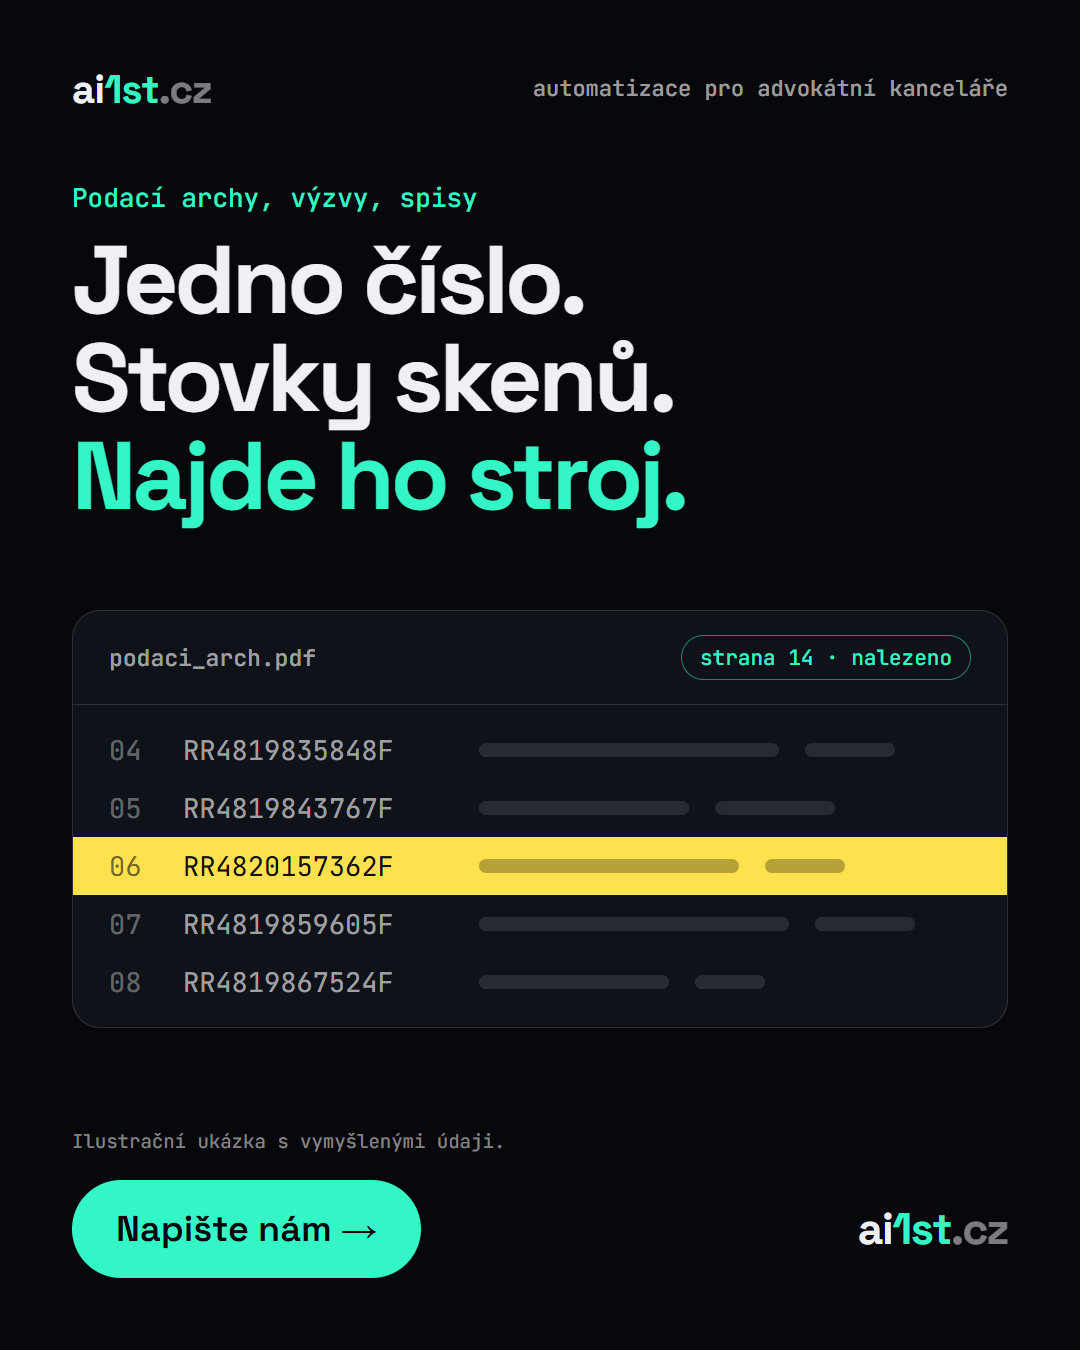 ai1st.cz
automatizace pro advokátní kanceláře
Podací archy, výzvy, spisy
Jedno číslo.
Stovky skenů.
Najde ho stroj.
podaci_arch.pdf
strana 14 · nalezeno
04 RR4819835848F
05 RR4819843767F
06 RR4820157362F
07 RR4819859605F
08 RR4819867524F
Ilustrační ukázka s vymyšlenými údaji.
Napište nám →
ai1st.cz